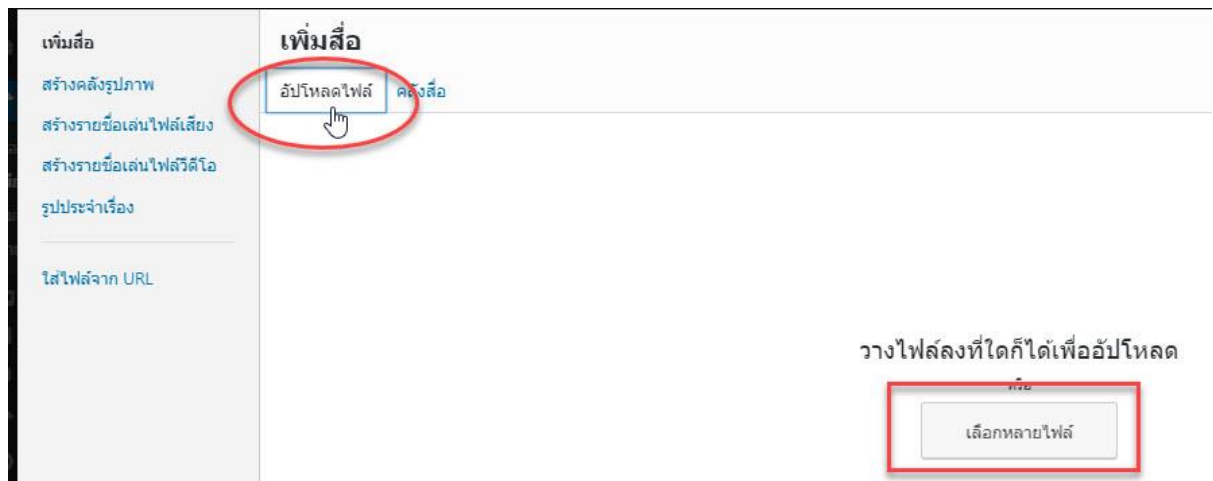 เพิ่มสื่อ
สร้างคลังรูปภาพ
สร้างรายชื่อเล่นไฟล์เสียง
สร้างรายชื่อเล่นไฟล์วีดีโอ
รูปประจำเรื่อง
ใส่ไฟล์จาก URL
เพิ่มสื่อ
อัปโหลดไฟล์ คลังสื่อ
วางไฟล์ลงที่ใดก็ได้เพื่ออัปโหลด
หรือ
เลือกหลายไฟล์